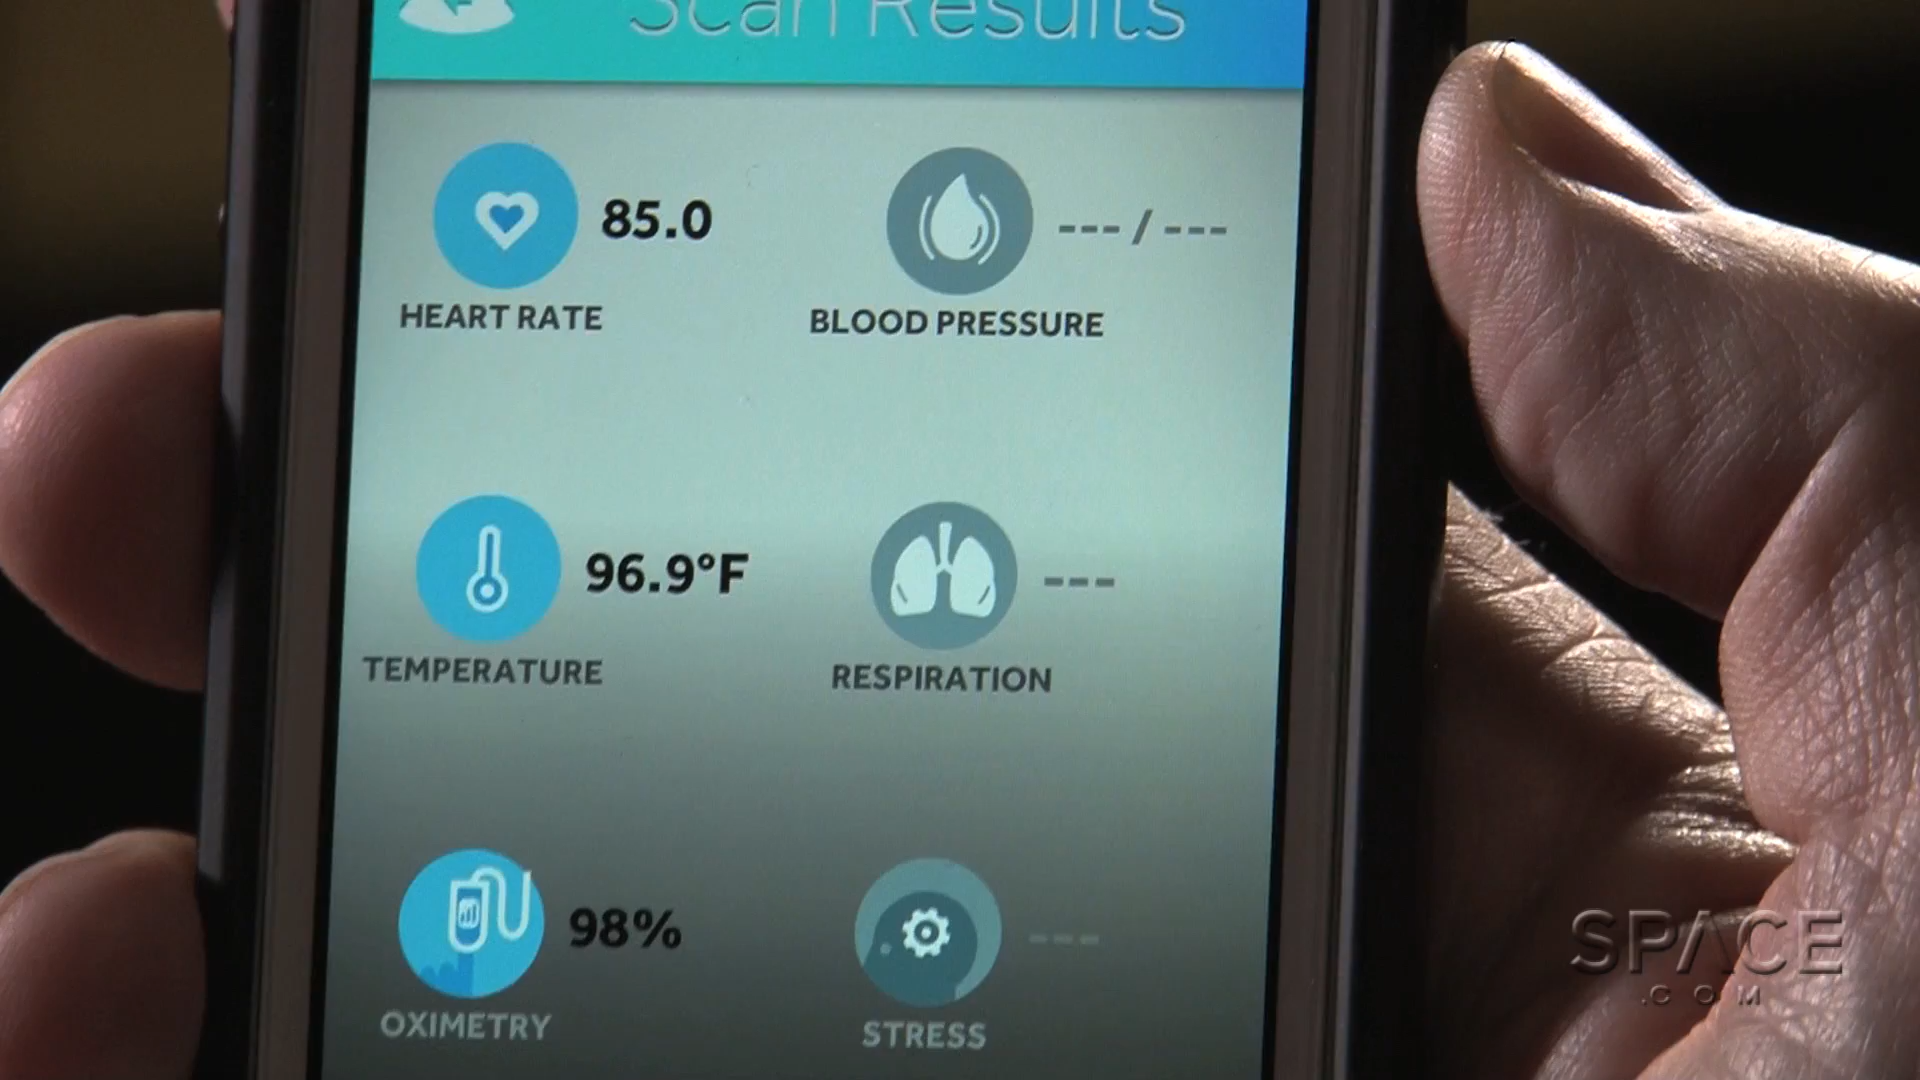 Scan Results
85.0
--- / ---
HEART RATE
BLOOD PRESSURE
96.9°F
---
TEMPERATURE
RESPIRATION
98%
---
OXIMETRY
STRESS
SPACE
.COM